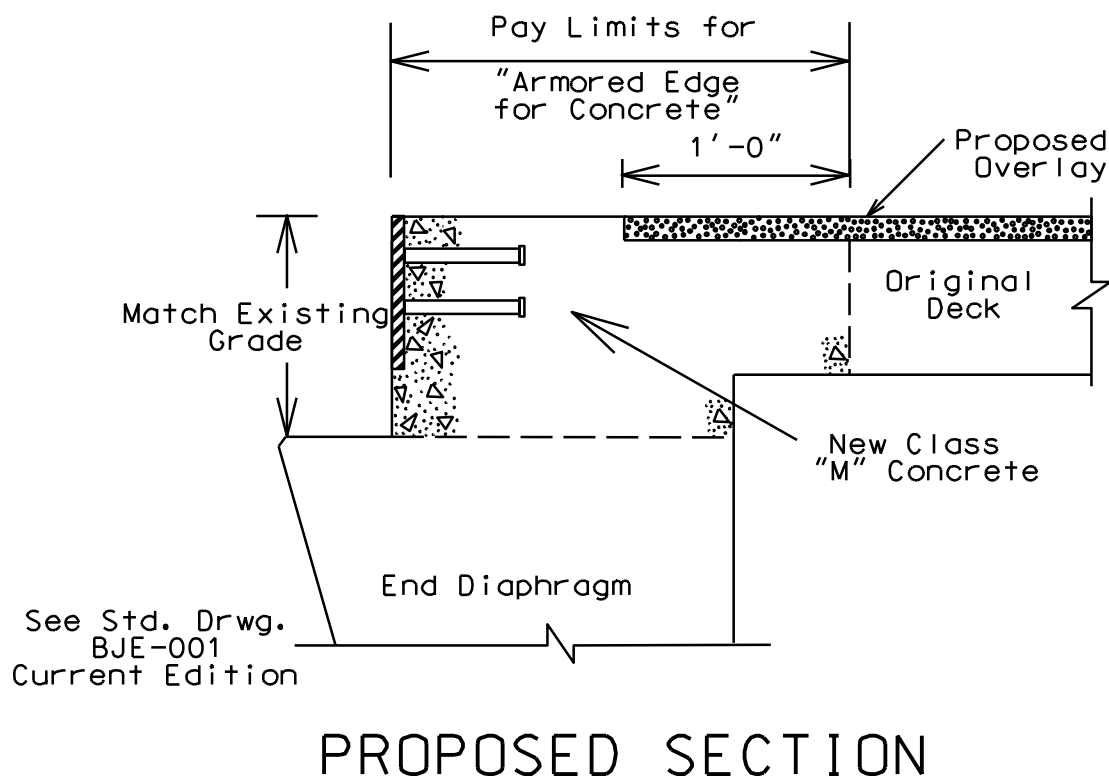 Pay Limits for
"Armored Edge
for Concrete"
1'-0"
Proposed
Overlay
Original
Deck
Match Existing
Grade
New Class
"M" Concrete
End Diaphragm
See Std. Drwg.
BJE-001
Current Edition
PROPOSED SECTION